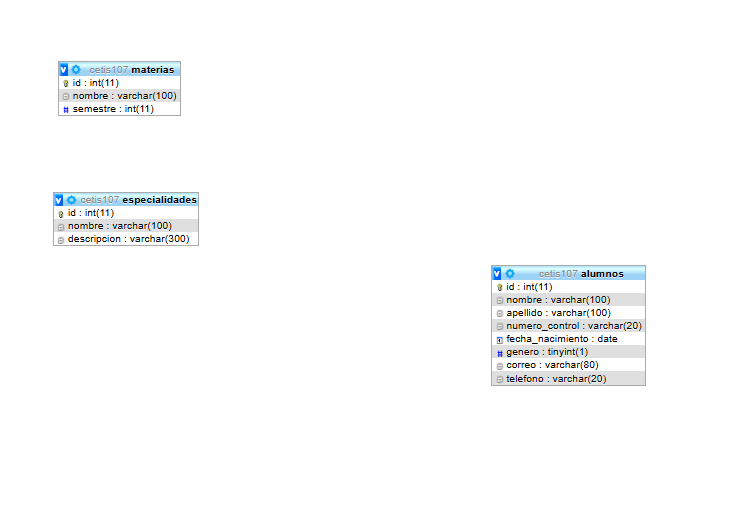 cetis107 materias
id : int(11)
nombre : varchar(100)
semestre : int(11)
cetis107 especialidades
id : int(11)
nombre : varchar(100)
descripcion : varchar(300)
cetis107 alumnos
id : int(11)
nombre : varchar(100)
apellido : varchar(100)
numero_control : varchar(20)
fecha_nacimiento : date
genero : tinyint(1)
correo : varchar(80)
telefono : varchar(20)